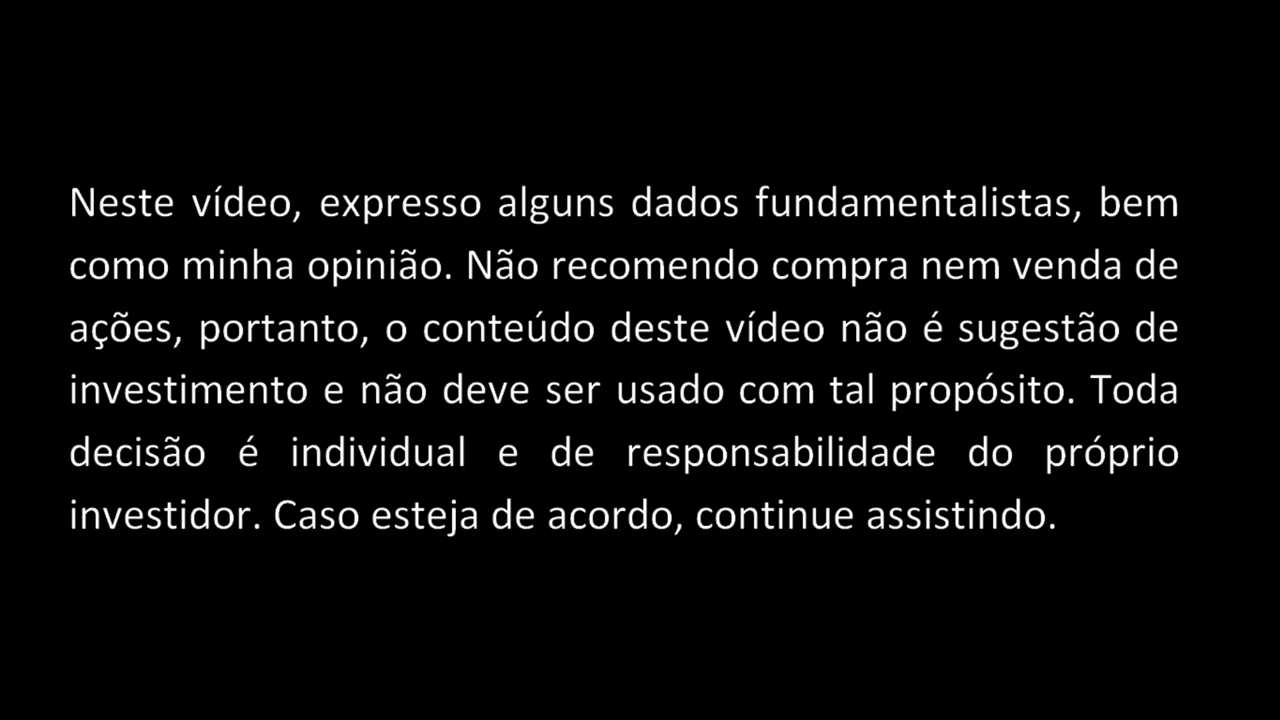 Neste vídeo, expresso alguns dados fundamentalistas, bem
como minha opinião. Não recomendo compra nem venda de
ações, portanto, o conteúdo deste vídeo não é sugestão de
investimento e não deve ser usado com tal propósito. Toda
decisão é individual e de responsabilidade do próprio
investidor. Caso esteja de acordo, continue assistindo.